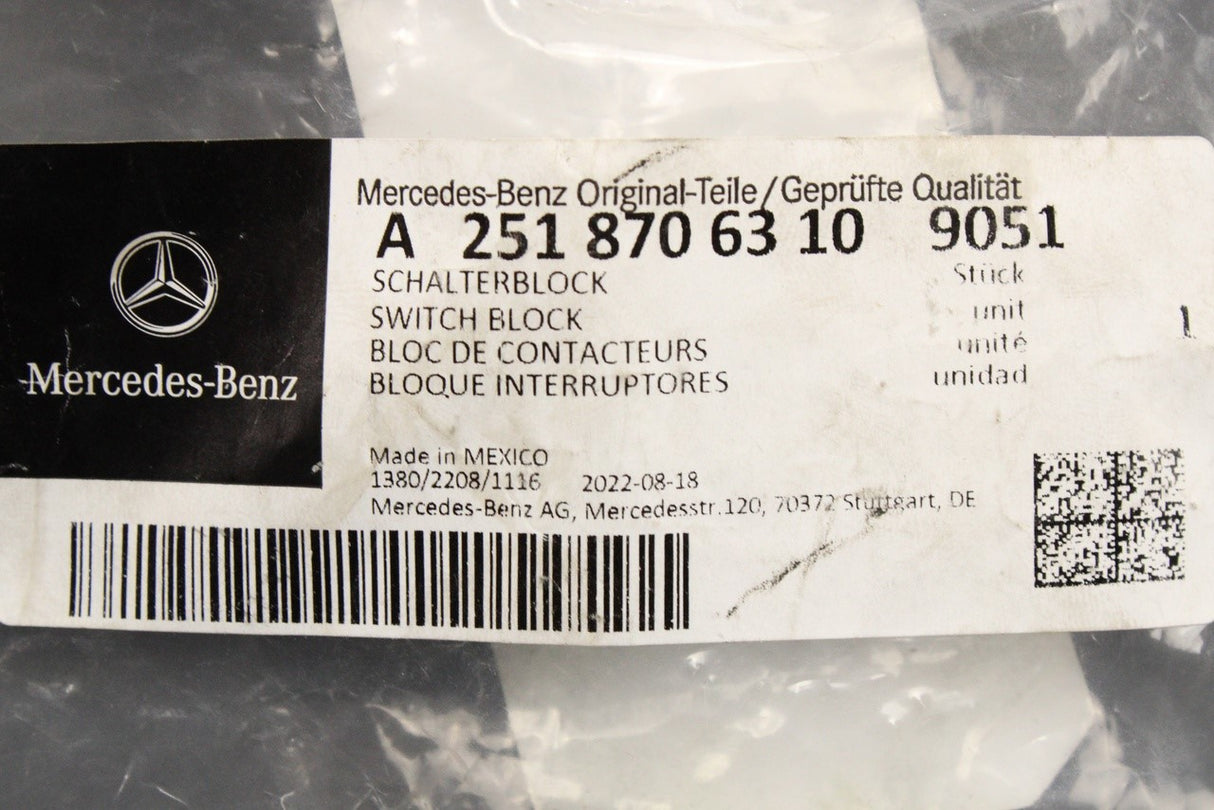 Mercedes-Benz Original-Teile/Geprüfte Qualität
A 251 870 63 10 9051
SCHALTERBLOCK Stück
SWITCH BLOCK unit 1
BLOC DE CONTACTEURS unité
BLOQUE INTERRUPTORES unidad
Mercedes-Benz
Made in MEXICO
1380/2208/1116 2022-08-18
Mercedes-Benz AG, Mercedesstr.120, 70372 Stuttgart, DE